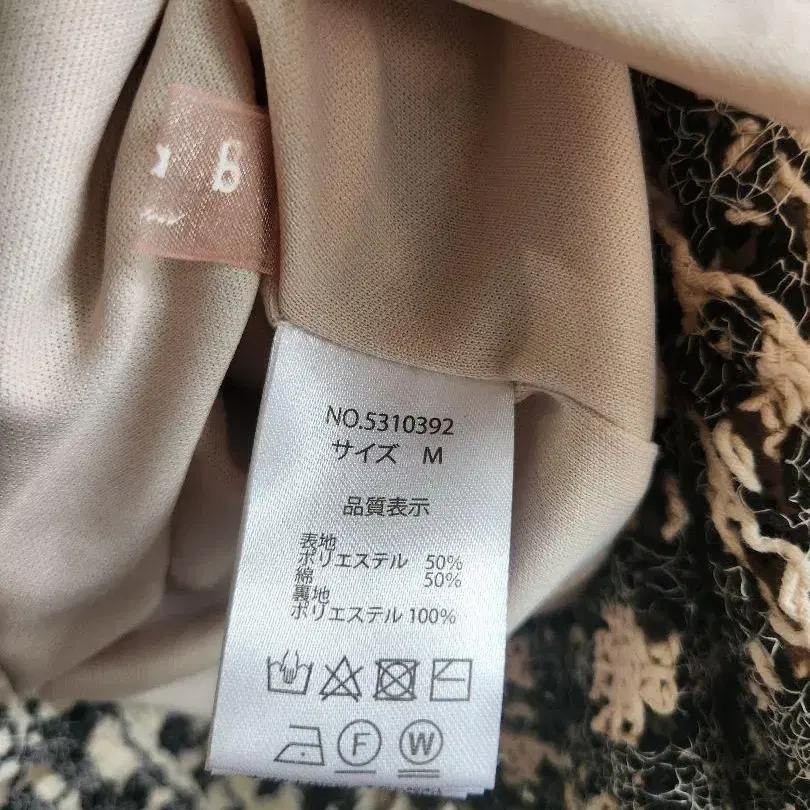 x b
NO.5310392
サイズ M
品質表示
表地
ポリエステル 50%
綿 50%
裏地
ポリエステル 100%
F W